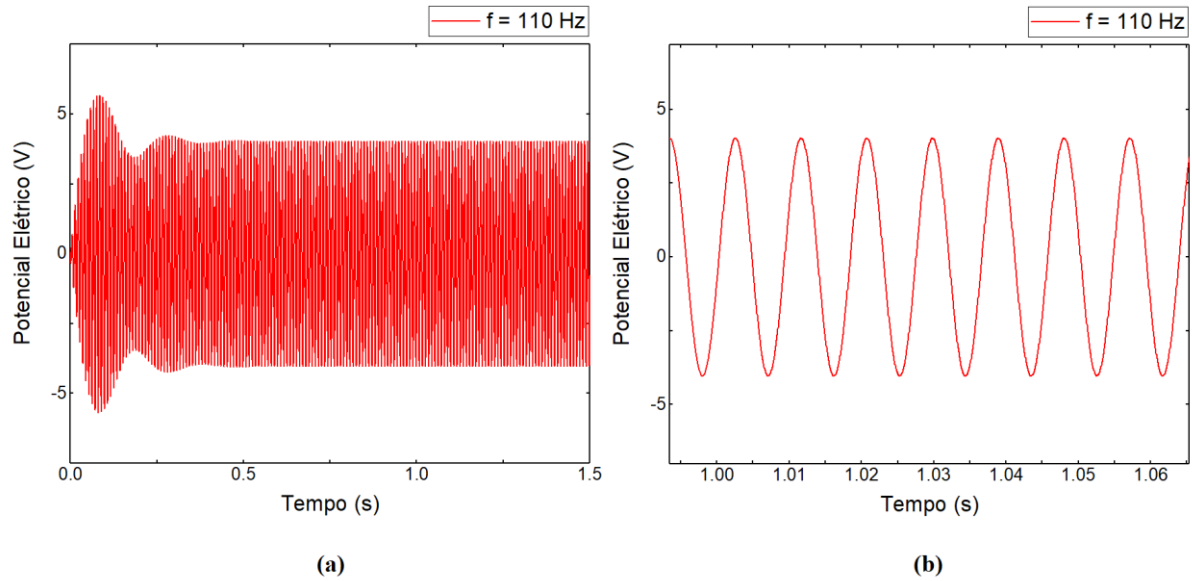 f = 110 Hz
Potencial Elétrico (V)
5
0
-5
0.0
0.5
1.0
1.5
Tempo (s)
(a)
f = 110 Hz
Potencial Elétrico (V)
5
0
-5
1.00
1.01
1.02
1.03
1.04
1.05
1.06
Tempo (s)
(b)